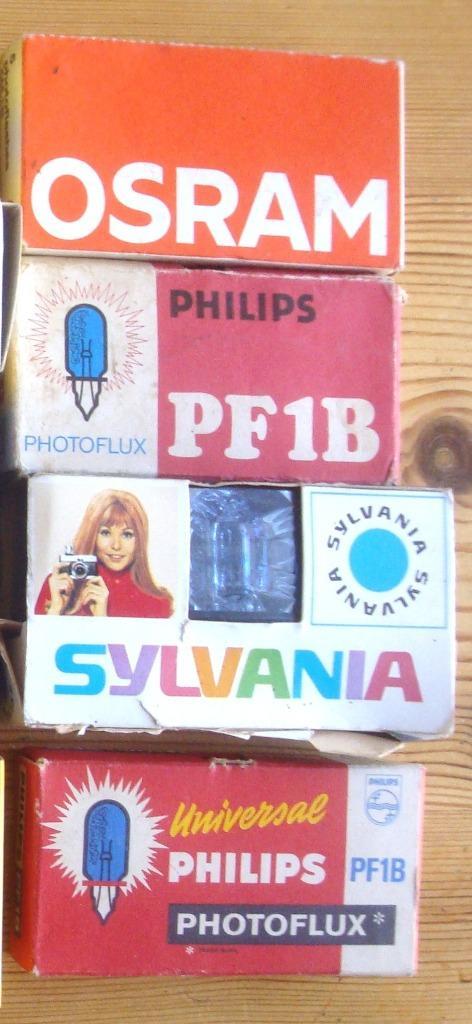 OSRAM
PHILIPS
PHOTOFLUX
PF1B
SYLVANIA SYLVANIA
SYLVANIA
Universal
PHILIPS
PHILIPS
PF1B
PHOTOFLUX*